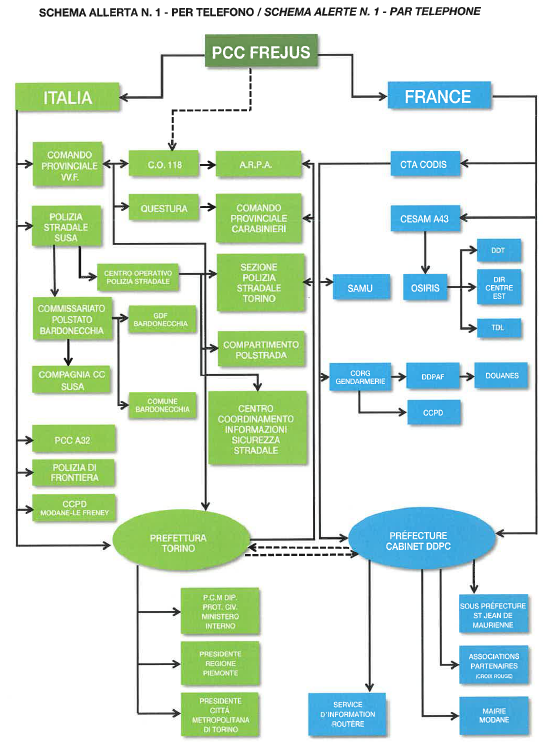 SCHEMA ALLERTA N. 1 - PER TELEFONO / SCHEMA ALERTE N. 1 - PAR TELEPHONE
PCC FREJUS
ITALIA
FRANCE
COMANDO
PROVINCIALE
VV.F.
C.O. 118
A.R.P.A.
CTA CODIS
QUESTURA
COMANDO
PROVINCIALE
CARABINIERI
POLIZIA
STRADALE
SUSA
CESAM A43
CENTRO OPERATIVO
POLIZIA STRADALE
SEZIONE
POLIZIA
STRADALE
TORINO
SAMU
OSIRIS
DDT
DIR
CENTRE
EST
TDL
COMMISSARIATO
POLSTATO
BARDONECCHIA
GDF
BARDONECCHIA
COMPARTIMENTO
POLSTRADA
COMPAGNIA CC
SUSA
COMUNE
BARDONECCHIA
CENTRO
COORDINAMENTO
INFORMAZIONI
SICUREZZA
STRADALE
CORG
GENDARMERIE
DDPAF
DOUANES
CCPD
PCC A32
POLIZIA DI
FRONTIERA
CCPD
MODANE-LE FRENEY
PREFETTURA
TORINO
PRÉFECTURE
CABINET DDPC
P.C.M DIP.
PROT. CIV.
MINISTERO
INTERNO
PRESIDENTE
REGIONE
PIEMONTE
PRESIDENTE
CITTÁ
METROPOLITANA
DI TORINO
SOUS PRÉFECTURE
ST JEAN DE
MAURIENNE
ASSOCIATIONS
PARTENAIRES
(CROIX ROUGE)
SERVICE
D'INFORMATION
ROUTÈRE
MAIRIE
MODANE